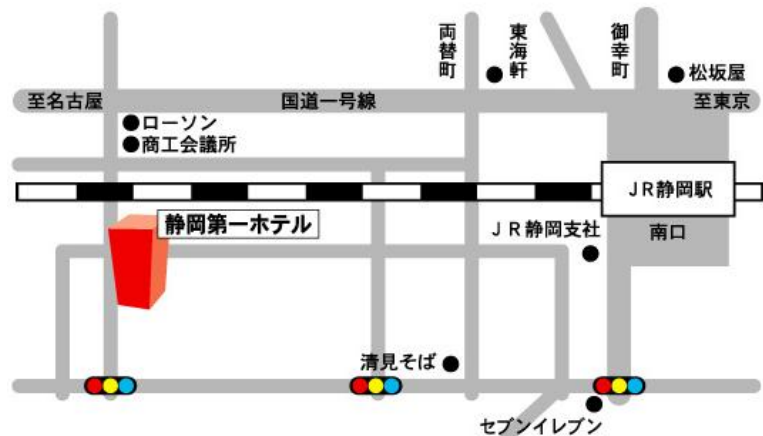 両替町
東海軒
御幸町
松坂屋
至名古屋
国道一号線
至東京
ローソン
商工会議所
JR静岡駅
静岡第一ホテル
JR静岡支社
南口
清見そば
セブンイレブン